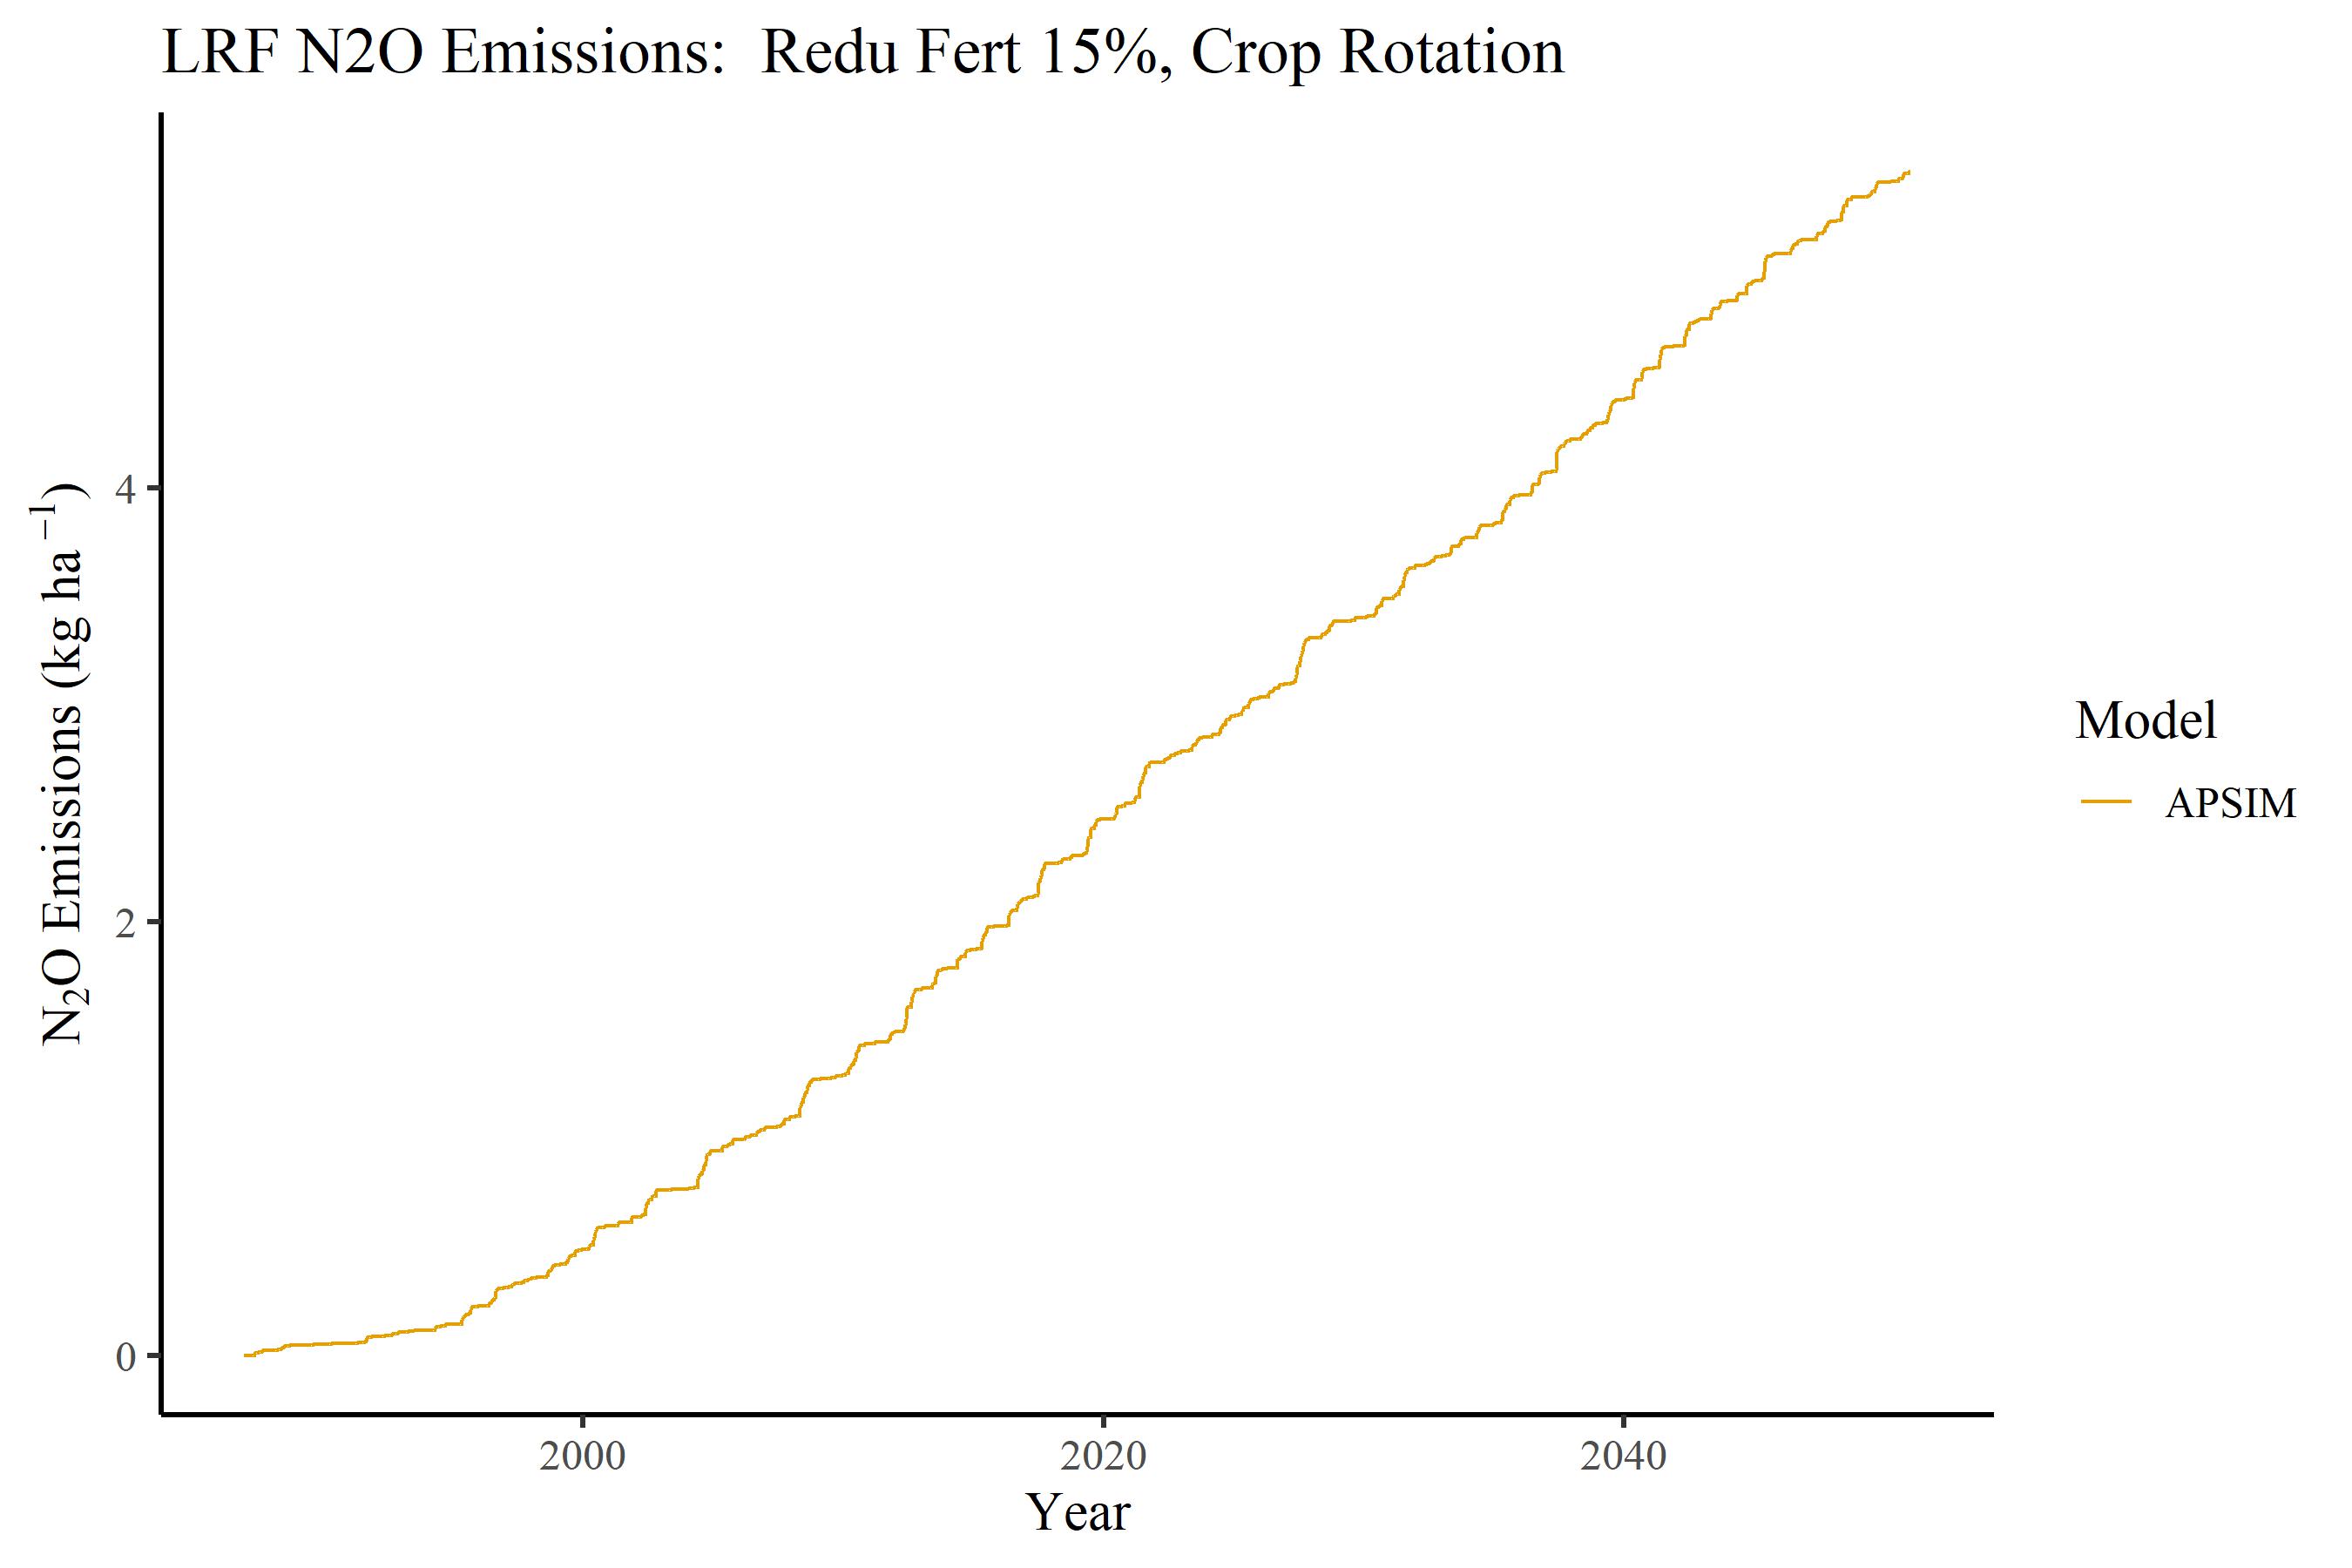 LRF N2O Emissions:  Redu Fert 15%, Crop Rotation
N₂O Emissions (kg ha⁻¹)
4
2
0
2000
2020
2040
Year
Model
APSIM